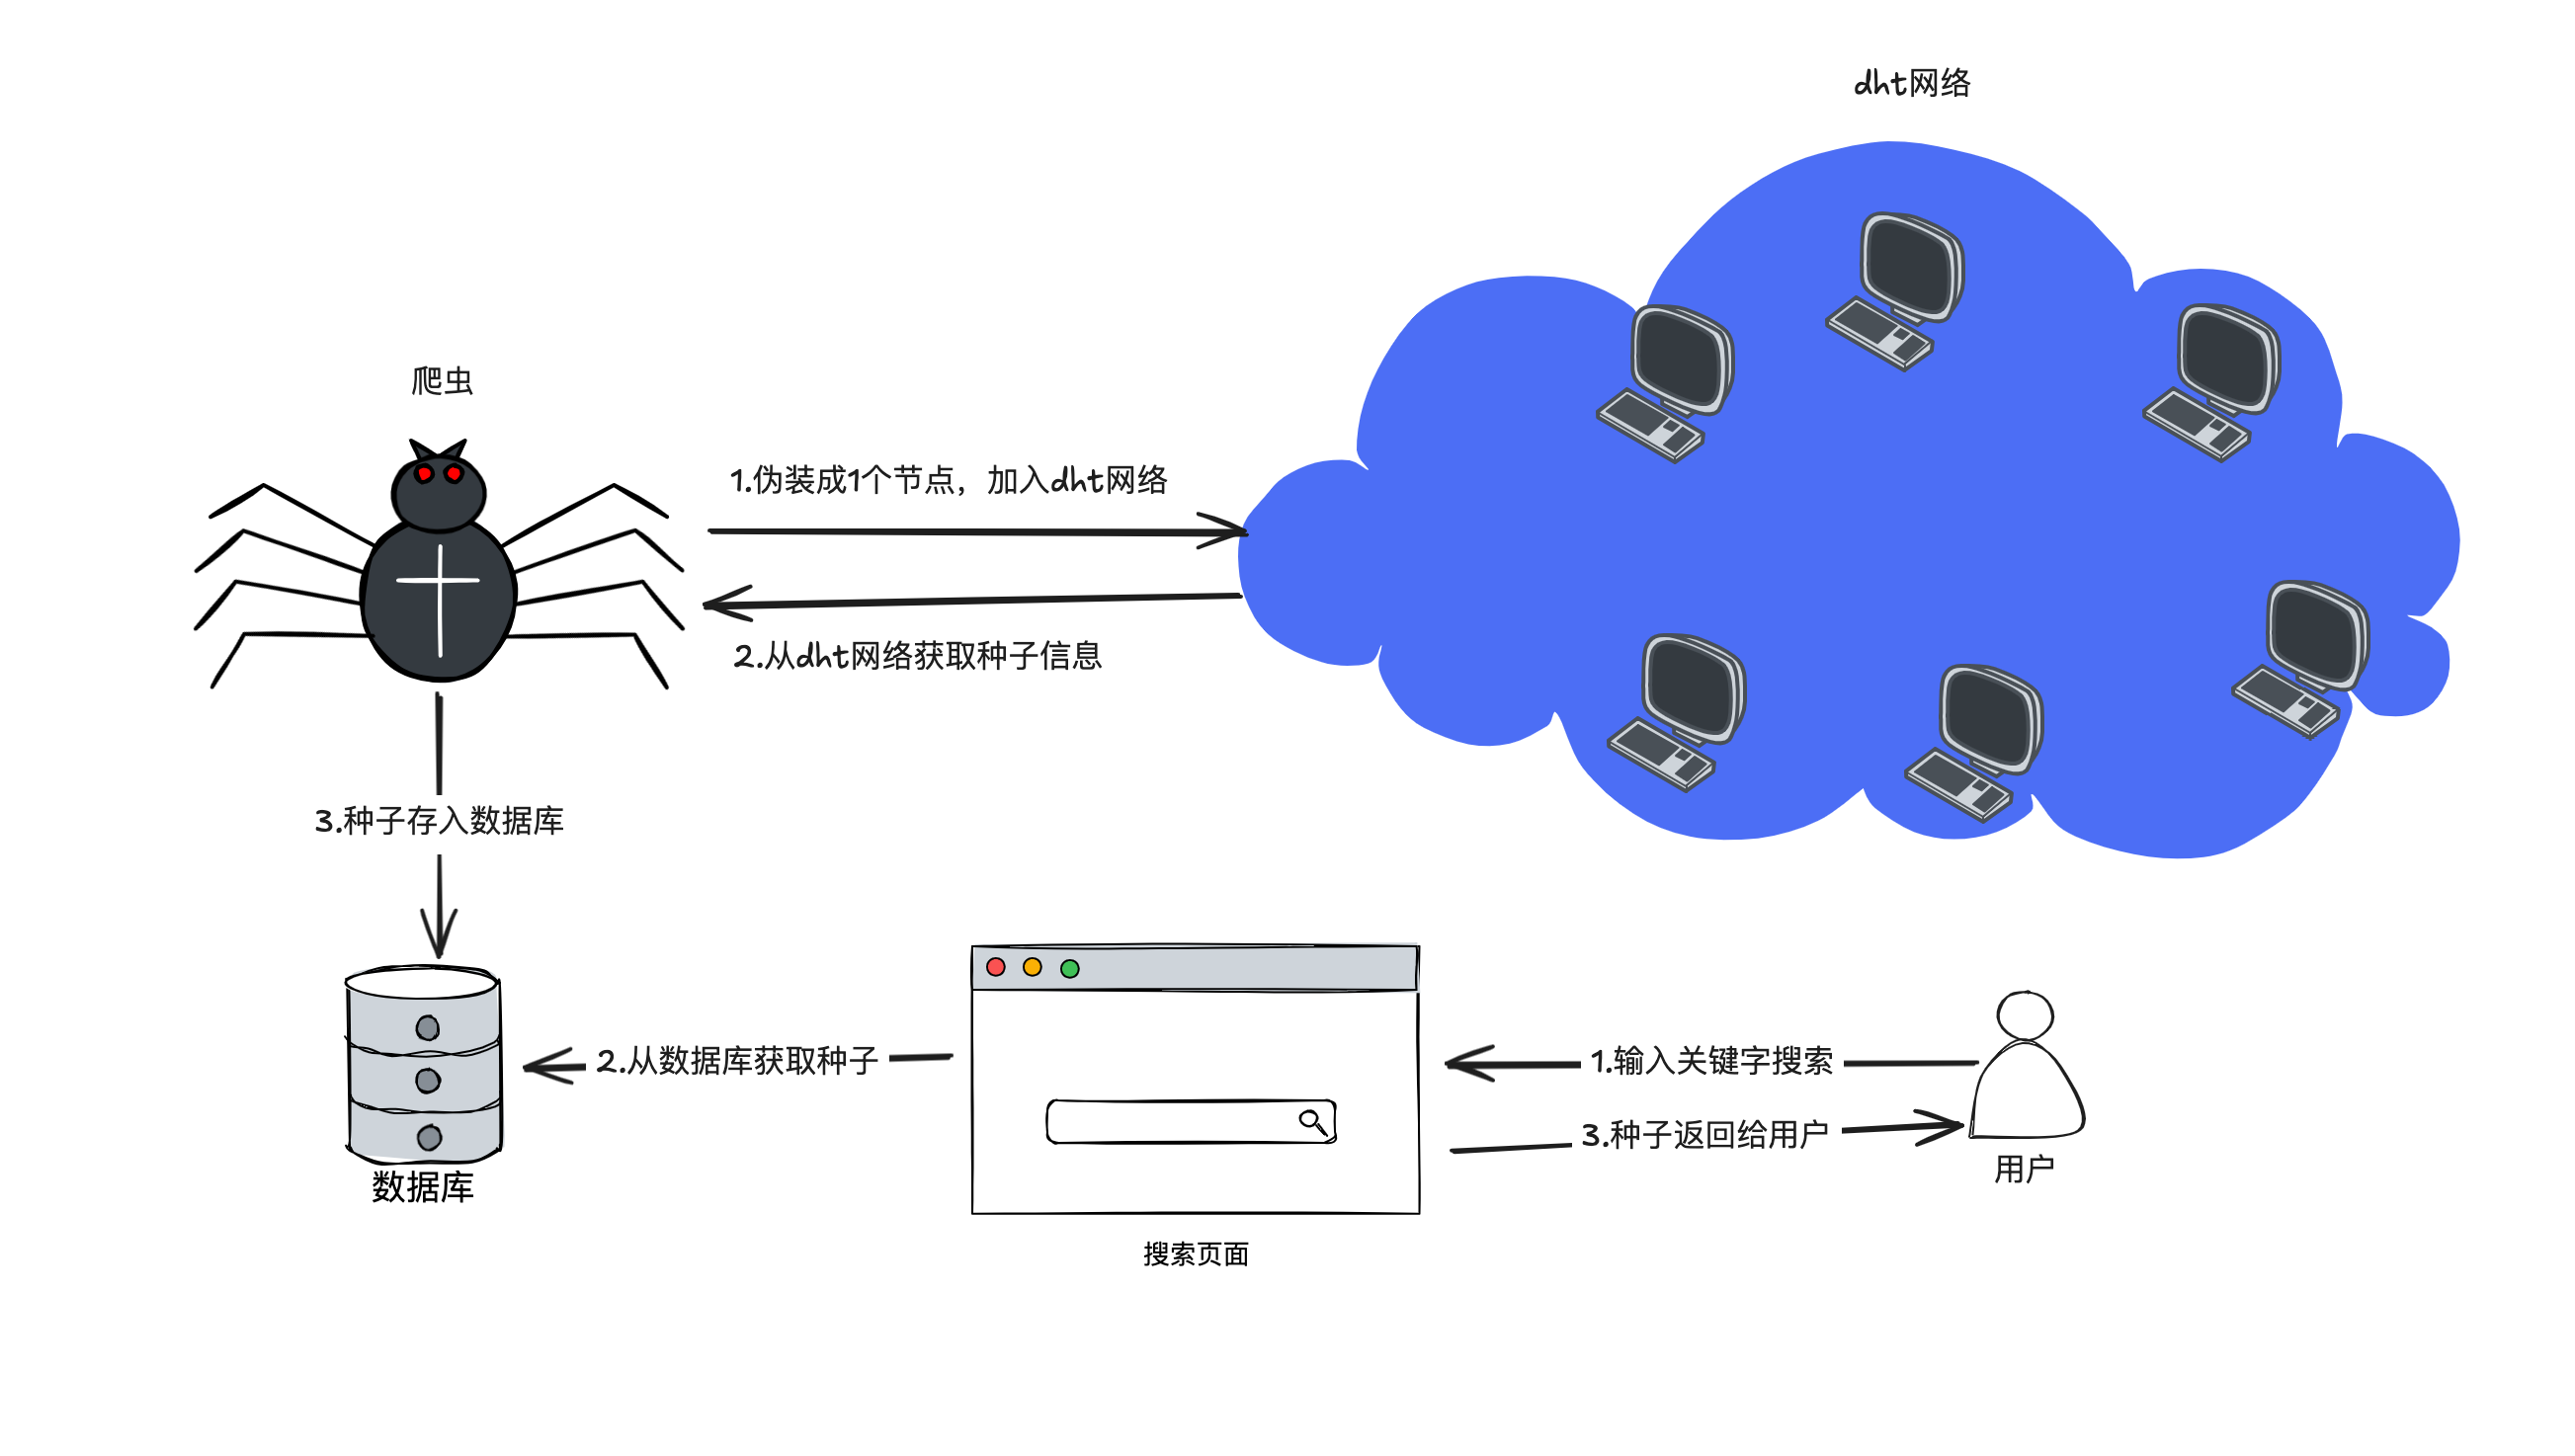 dht网络
爬虫
1.伪装成1个节点，加入dht网络
2.从dht网络获取种子信息
3.种子存入数据库
2.从数据库获取种子
1.输入关键字搜索
3.种子返回给用户
用户
数据库
搜索页面